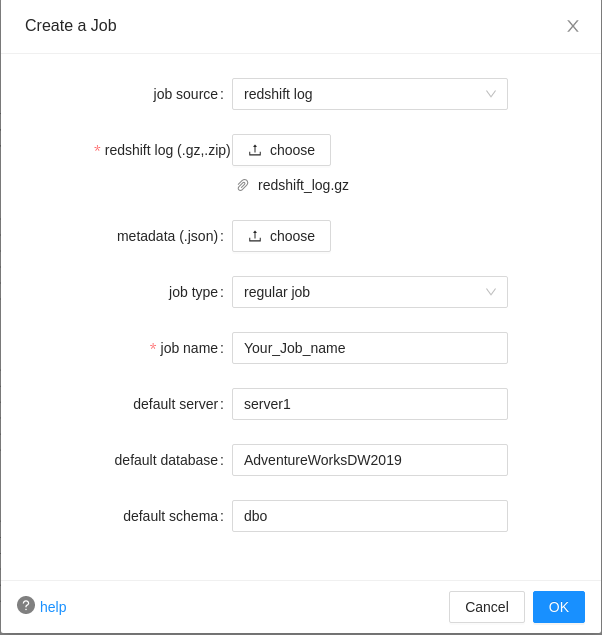 Create a Job
job source :
redshift log
* redshift log (.gz,.zip)
choose
redshift_log.gz
metadata (.json) :
choose
job type :
regular job
* job name :
Your_Job_name
default server :
server1
default database :
AdventureWorksDW2019
default schema :
dbo
? help
Cancel
OK